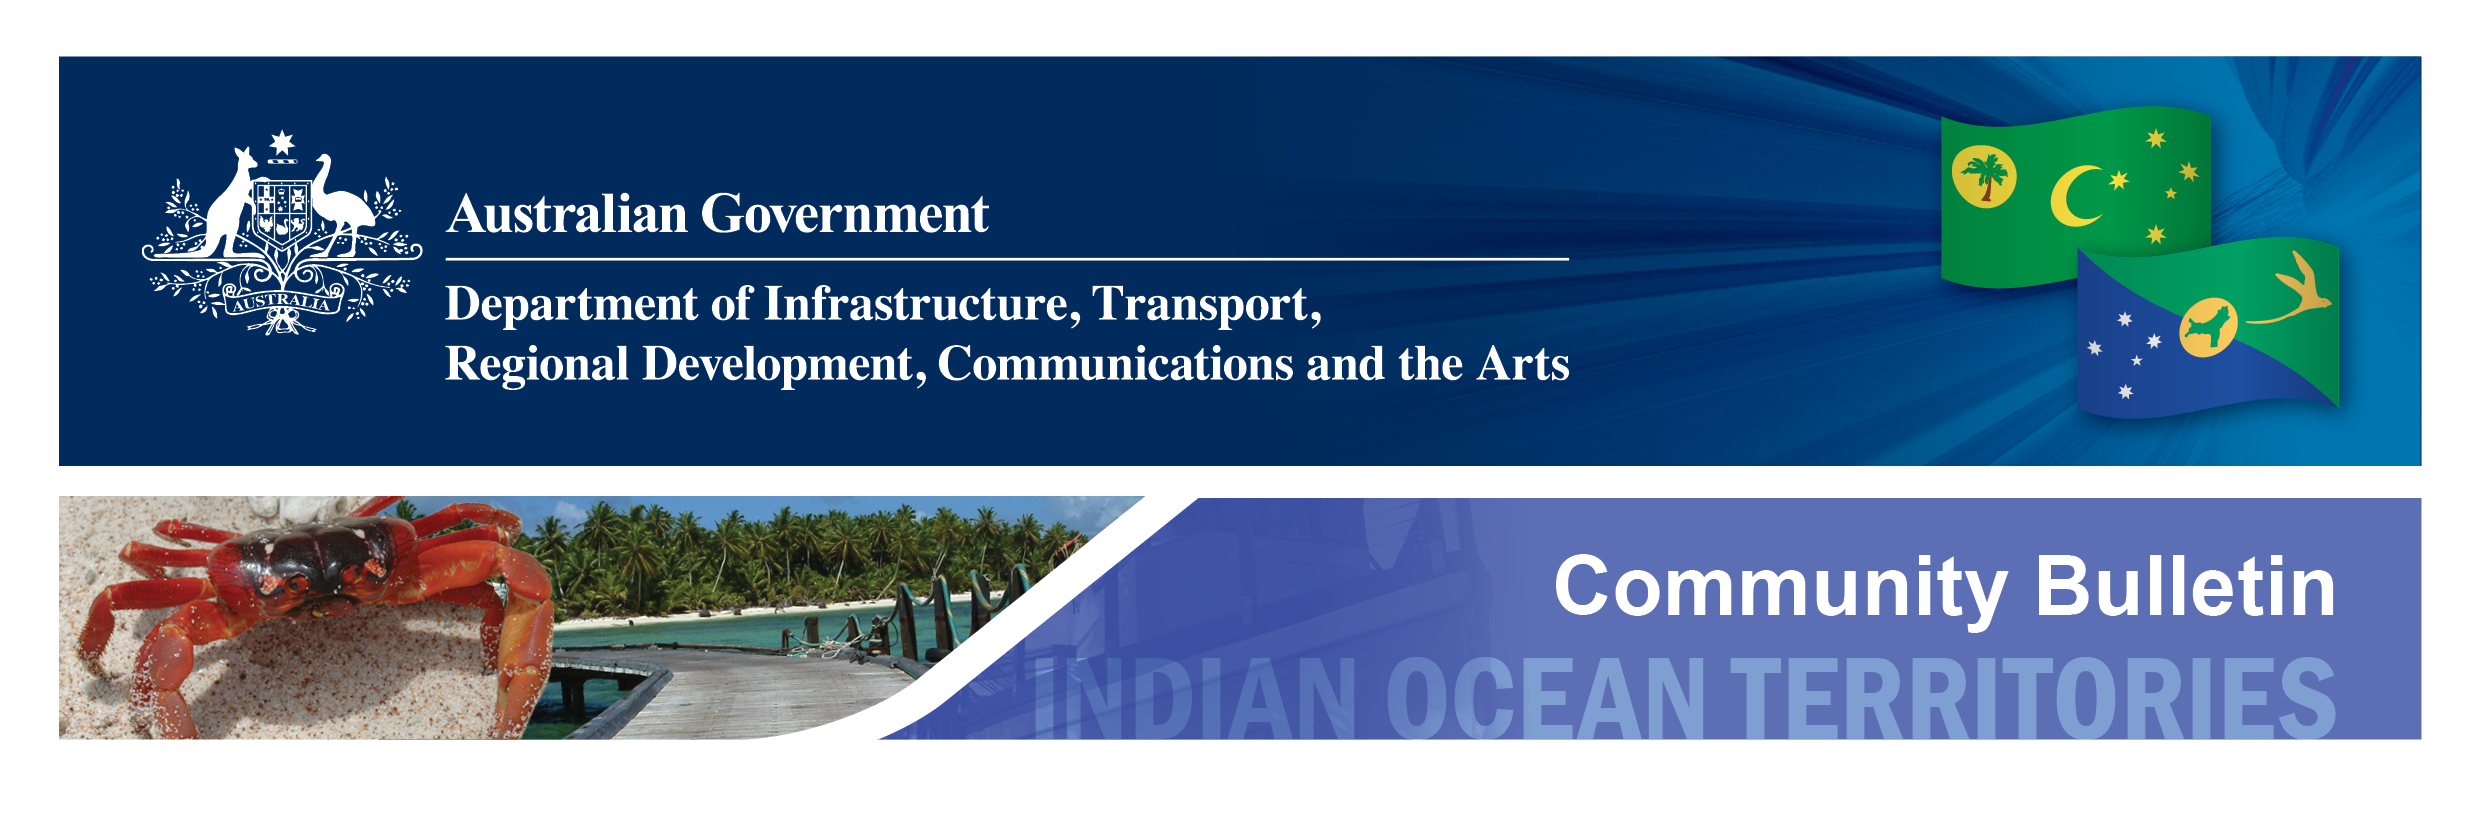 AUSTRALIA
Australian Government
Department of Infrastructure, Transport,
Regional Development, Communications and the Arts
Community Bulletin
INDIAN OCEAN TERRITORIES